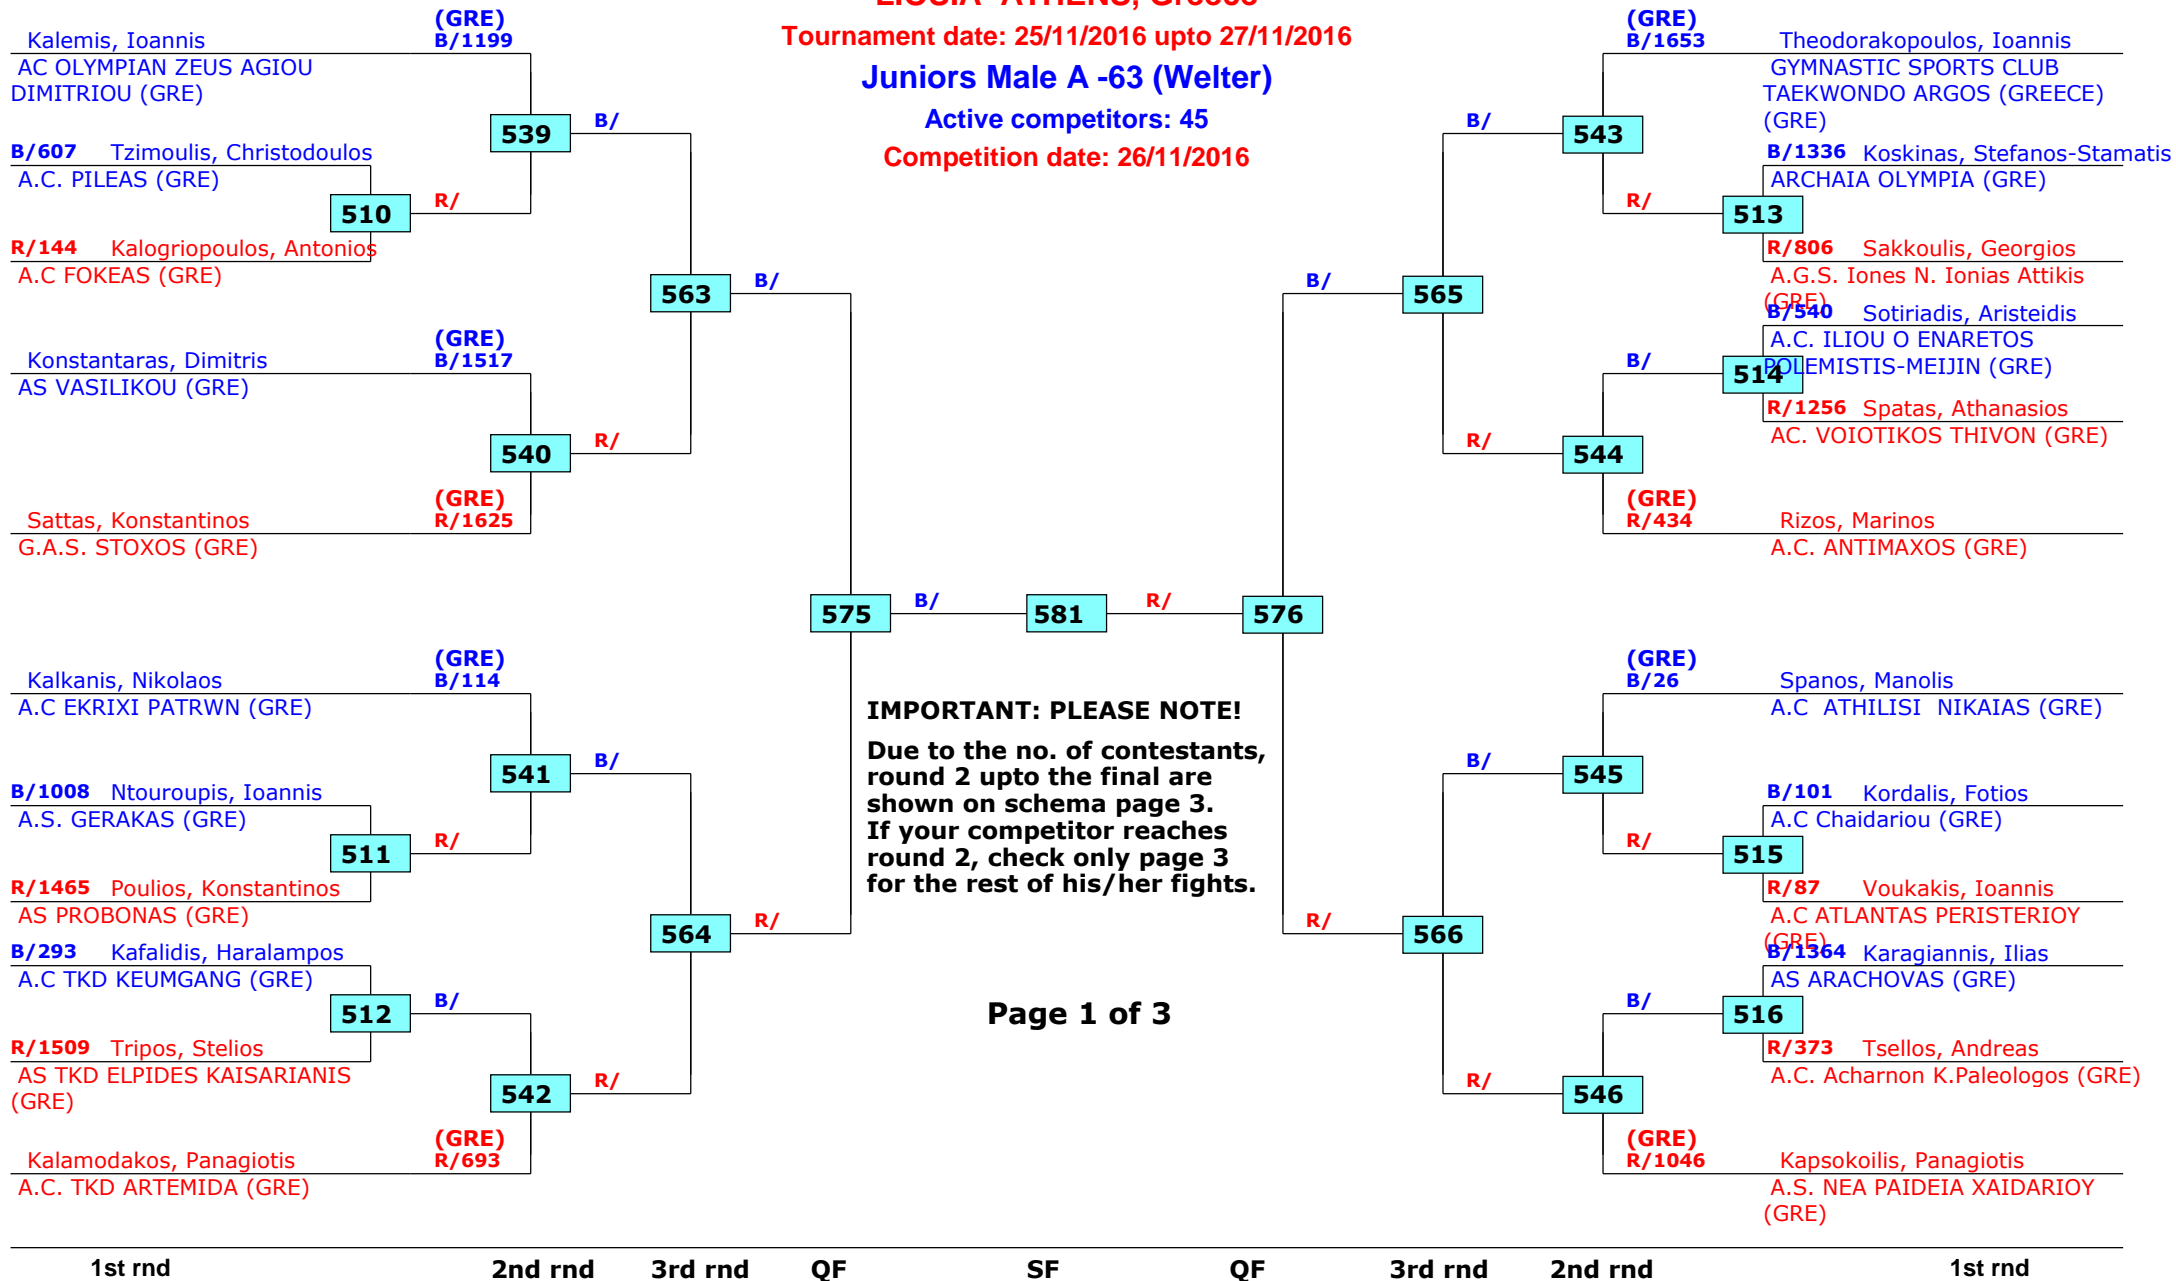 LIOSIA- ATHENS, Greece
Tournament date: 25/11/2016 upto 27/11/2016
Juniors Male A -63 (Welter)
Active competitors: 45
Competition date: 26/11/2016
(GRE)
Kalemis, Ioannis B/1199
AC OLYMPIAN ZEUS AGIOU
DIMITRIOU (GRE)
539 B/
B/607 Tzimoulis, Christodoulos
A.C. PILEAS (GRE)
510 R/
R/144 Kalogriopoulos, Antonios
A.C FOKEAS (GRE)
563 B/
(GRE)
Konstantaras, Dimitris B/1517
AS VASILIKOU (GRE)
540 R/
(GRE)
Sattas, Konstantinos R/1625
G.A.S. STOXOS (GRE)
575 B/ 581 R/ 576
(GRE)
Kalkanis, Nikolaos B/114
A.C EKRIXI PATRWN (GRE)
541 B/
B/1008 Ntouroupis, Ioannis
A.S. GERAKAS (GRE)
511 R/
R/1465 Poulios, Konstantinos
AS PROBONAS (GRE)
564 R/
B/293 Kafalidis, Haralampos
A.C TKD KEUMGANG (GRE)
512 B/
R/1509 Tripos, Stelios
AS TKD ELPIDES KAISARIANIS
(GRE)
542 R/
(GRE)
Kalamodakos, Panagiotis R/693
A.C. TKD ARTEMIDA (GRE)
IMPORTANT: PLEASE NOTE!
Due to the no. of contestants,
round 2 upto the final are
shown on schema page 3.
If your competitor reaches
round 2, check only page 3
for the rest of his/her fights.
Page 1 of 3
(GRE)
B/1653 Theodorakopoulos, Ioannis
GYMNASTIC SPORTS CLUB
TAEKWONDO ARGOS (GREECE)
(GRE)
B/ 543
B/1336 Koskinas, Stefanos-Stamatis
ARCHAIA OLYMPIA (GRE)
R/ 513
R/806 Sakkoulis, Georgios
A.G.S. Iones N. Ionias Attikis
(GRE)
B/ 565
B/540 Sotiriadis, Aristeidis
A.C. ILIOU O ENARETOS
POLEMISTIS-MEIJIN (GRE)
B/ 514
R/1256 Spatas, Athanasios
AC. VOIOTIKOS THIVON (GRE)
R/ 544
(GRE)
R/434 Rizos, Marinos
A.C. ANTIMAXOS (GRE)
(GRE)
B/26 Spanos, Manolis
A.C ATHILISI NIKAIAS (GRE)
B/ 545
B/101 Kordalis, Fotios
A.C Chaidariou (GRE)
R/ 515
R/87 Voukakis, Ioannis
A.C ATLANTAS PERISTERIOY
(GRE)
R/ 566
B/1364 Karagiannis, Ilias
AS ARACHOVAS (GRE)
B/ 516
R/373 Tsellos, Andreas
A.C. Acharnon K.Paleologos (GRE)
R/ 546
(GRE)
R/1046 Kapsokoilis, Panagiotis
A.S. NEA PAIDEIA XAIDARIOY
(GRE)
1st rnd 2nd rnd 3rd rnd QF SF QF 3rd rnd 2nd rnd 1st rnd